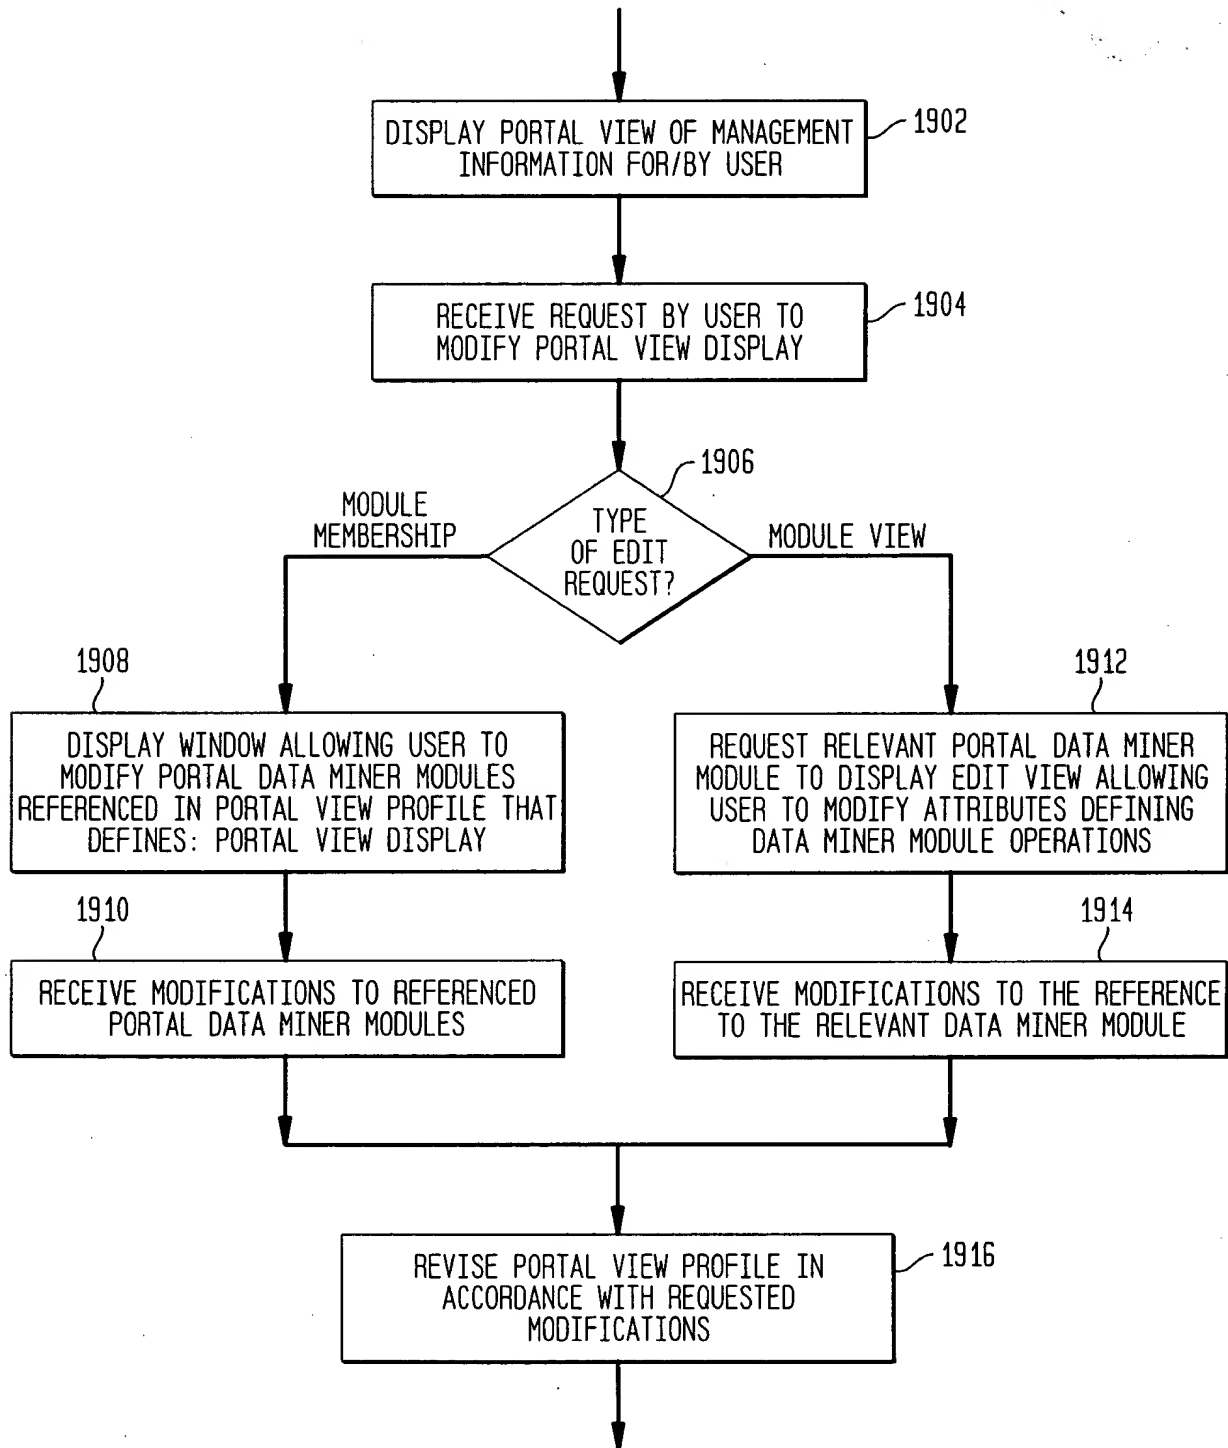 DISPLAY PORTAL VIEW OF MANAGEMENT
INFORMATION FOR/BY USER
1902
RECEIVE REQUEST BY USER TO
MODIFY PORTAL VIEW DISPLAY
1904
1906
TYPE
OF EDIT
REQUEST?
MODULE
MEMBERSHIP
MODULE VIEW
1908
DISPLAY WINDOW ALLOWING USER TO
MODIFY PORTAL DATA MINER MODULES
REFERENCED IN PORTAL VIEW PROFILE THAT
DEFINES: PORTAL VIEW DISPLAY
1912
REQUEST RELEVANT PORTAL DATA MINER
MODULE TO DISPLAY EDIT VIEW ALLOWING
USER TO MODIFY ATTRIBUTES DEFINING
DATA MINER MODULE OPERATIONS
1910
RECEIVE MODIFICATIONS TO REFERENCED
PORTAL DATA MINER MODULES
1914
RECEIVE MODIFICATIONS TO THE REFERENCE
TO THE RELEVANT DATA MINER MODULE
REVISE PORTAL VIEW PROFILE IN
ACCORDANCE WITH REQUESTED
MODIFICATIONS
1916